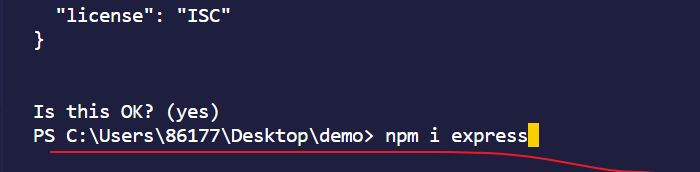 "license": "ISC"
}
Is this OK? (yes)
PS C:\Users\86177\Desktop\demo> npm i express